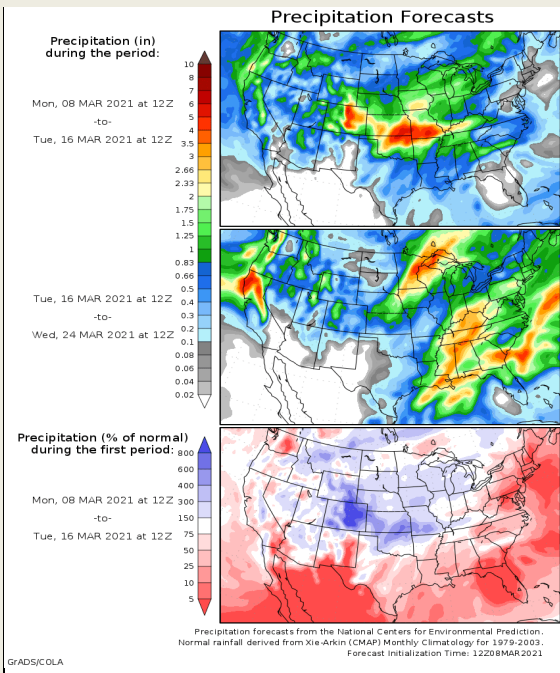 Precipitation Forecasts
Precipitation (in)
during the period:
Mon, 08 MAR 2021 at 12Z
-to-
Tue, 16 MAR 2021 at 12Z
10
8
7
6
5
4
3.5
3
2.66
2.33
2
1.75
1.5
1.25
1
0.83
0.66
0.5
0.4
0.3
0.2
0.1
0.08
0.06
0.04
0.02
Tue, 16 MAR 2021 at 12Z
-to-
Wed, 24 MAR 2021 at 12Z
Precipitation (% of normal)
during the first period:
Mon, 08 MAR 2021 at 12Z
-to-
Tue, 16 MAR 2021 at 12Z
800
600
400
300
150
75
50
25
10
5
Precipitation forecasts from the National Centers for Environmental Prediction.
Normal rainfall derived from Xie-Arkin (CMAP) Monthly Climatology for 1979-2003.
Forecast Initialization Time: 12Z08MAR2021
GrADS/COLA